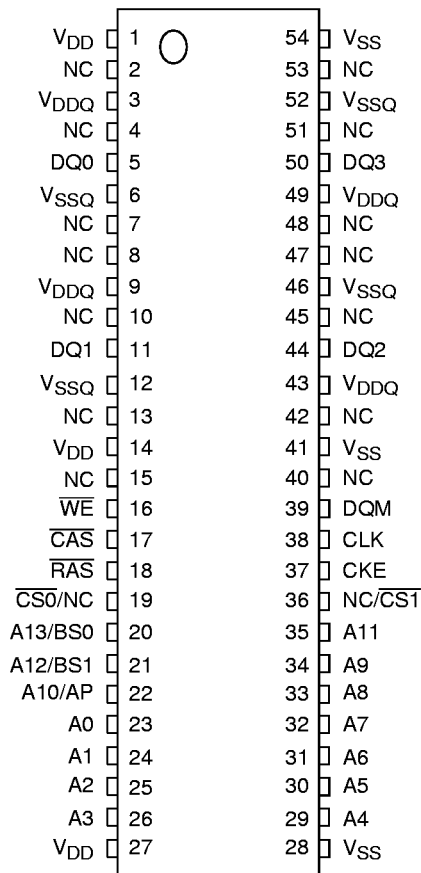 VDD 1 54 VSS
NC 2 53 NC
VDDQ 3 52 VSSQ
NC 4 51 NC
DQ0 5 50 DQ3
VSSQ 6 49 VDDQ
NC 7 48 NC
NC 8 47 NC
VDDQ 9 46 VSSQ
NC 10 45 NC
DQ1 11 44 DQ2
VSSQ 12 43 VDDQ
NC 13 42 NC
VDD 14 41 VSS
NC 15 40 NC
W̅E̅ 16 39 DQM
C̅A̅S̅ 17 38 CLK
R̅A̅S̅ 18 37 CKE
C̅S̅0̅/NC 19 36 NC/C̅S̅1̅
A13/BS0 20 35 A11
A12/BS1 21 34 A9
A10/AP 22 33 A8
A0 23 32 A7
A1 24 31 A6
A2 25 30 A5
A3 26 29 A4
VDD 27 28 VSS